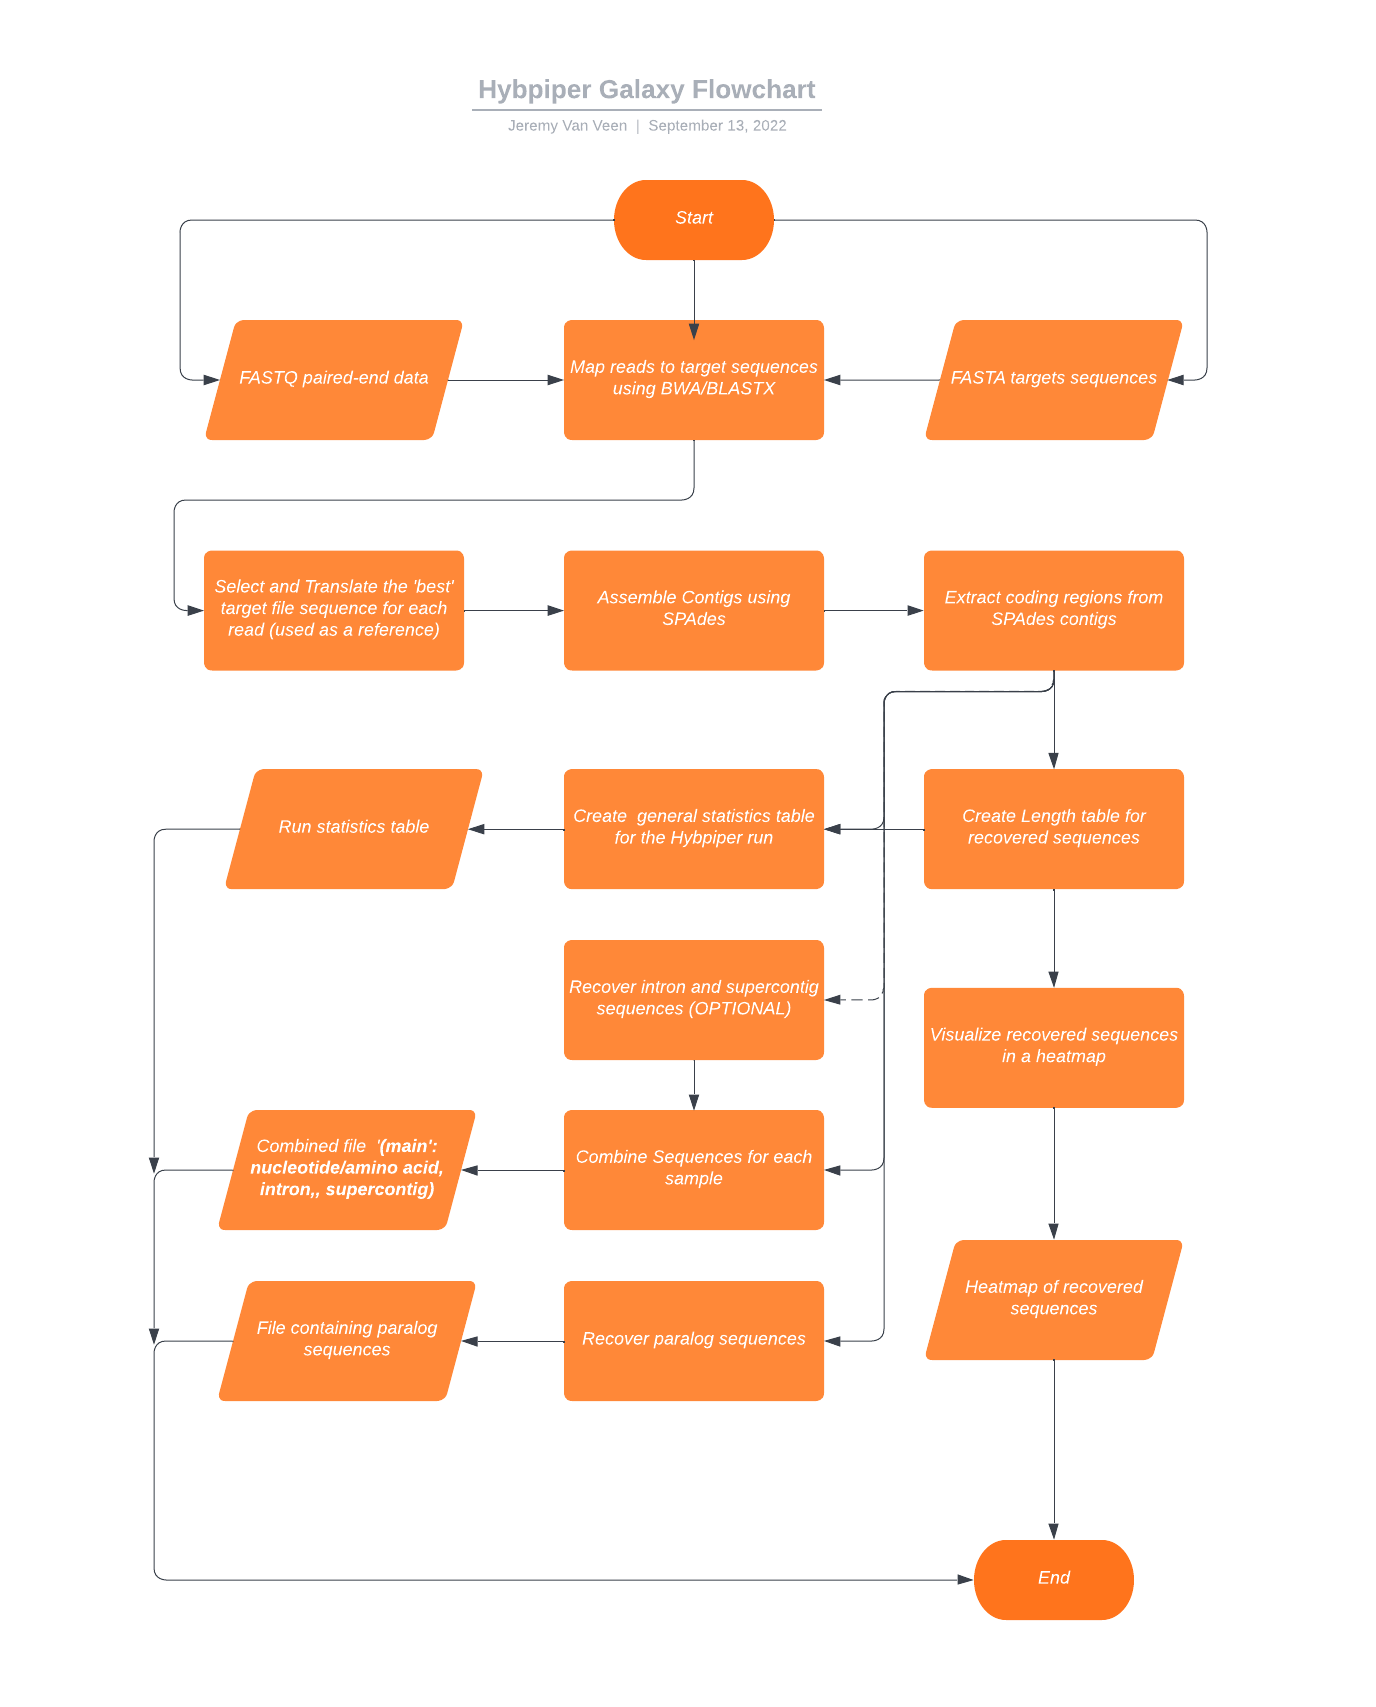 Hybpiper Galaxy Flowchart
Jeremy Van Veen | September 13, 2022
Start
FASTQ paired-end data
Map reads to target sequences
using BWA/BLASTX
FASTA targets sequences
Select and Translate the 'best'
target file sequence for each
read (used as a reference)
Assemble Contigs using
SPAdes
Extract coding regions from
SPAdes contigs
Run statistics table
Create  general statistics table
for the Hybpiper run
Create Length table for
recovered sequences
Recover intron and supercontig
sequences (OPTIONAL)
Visualize recovered sequences
in a heatmap
Combined file  '(main':
nucleotide/amino acid,
intron,, supercontig)
Combine Sequences for each
sample
Heatmap of recovered
sequences
File containing paralog
sequences
Recover paralog sequences
End